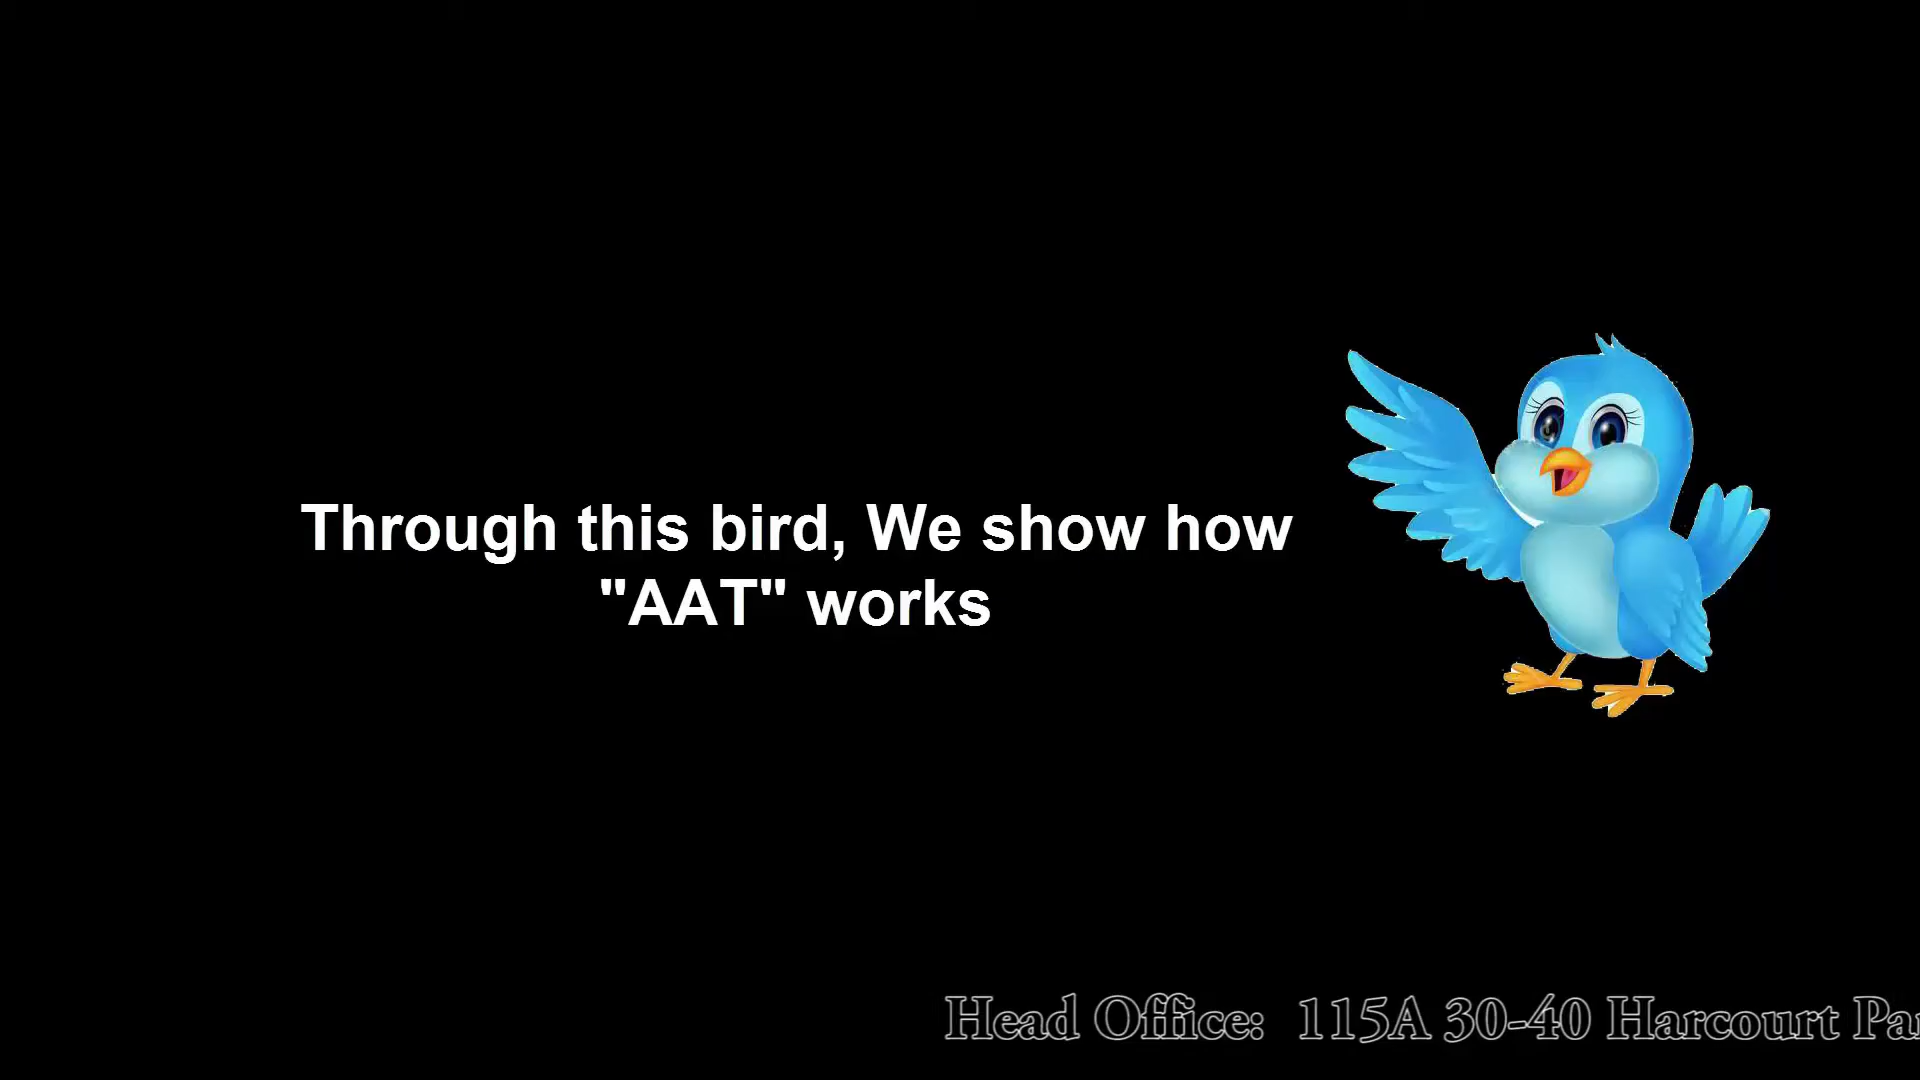 Through this bird, We show how
"AAT" works
Head Office: 115A 30-40 Harcourt